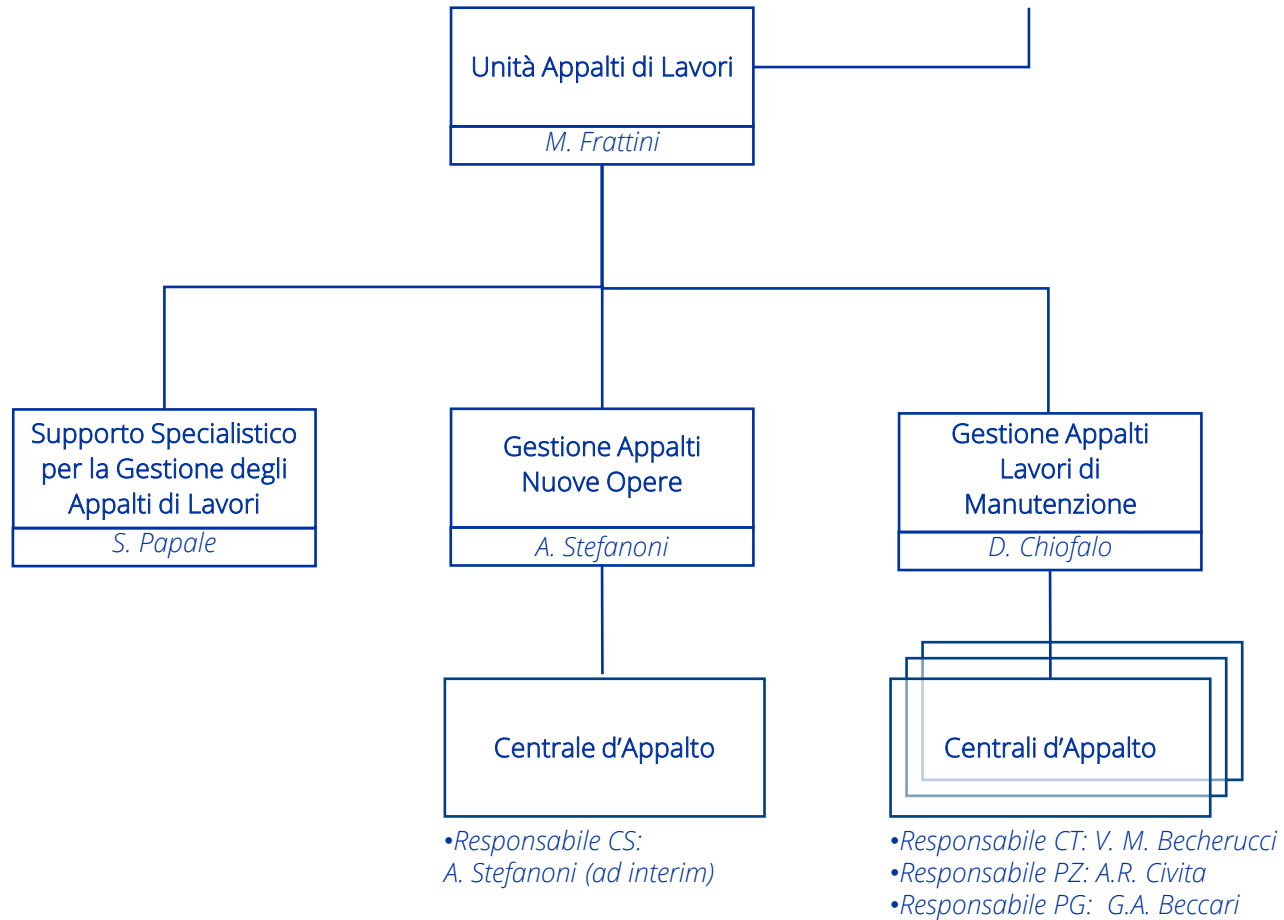 Unità Appalti di Lavori
M. Frattini
Supporto Specialistico
per la Gestione degli
Appalti di Lavori
S. Papale
Gestione Appalti
Nuove Opere
A. Stefanoni
Gestione Appalti
Lavori di
Manutenzione
D. Chiofalo
Centrale d'Appalto
•Responsabile CS:
A. Stefanoni (ad interim)
Centrali d'Appalto
•Responsabile CT: V. M. Becherucci
•Responsabile PZ: A.R. Civita
•Responsabile PG: G.A. Beccari